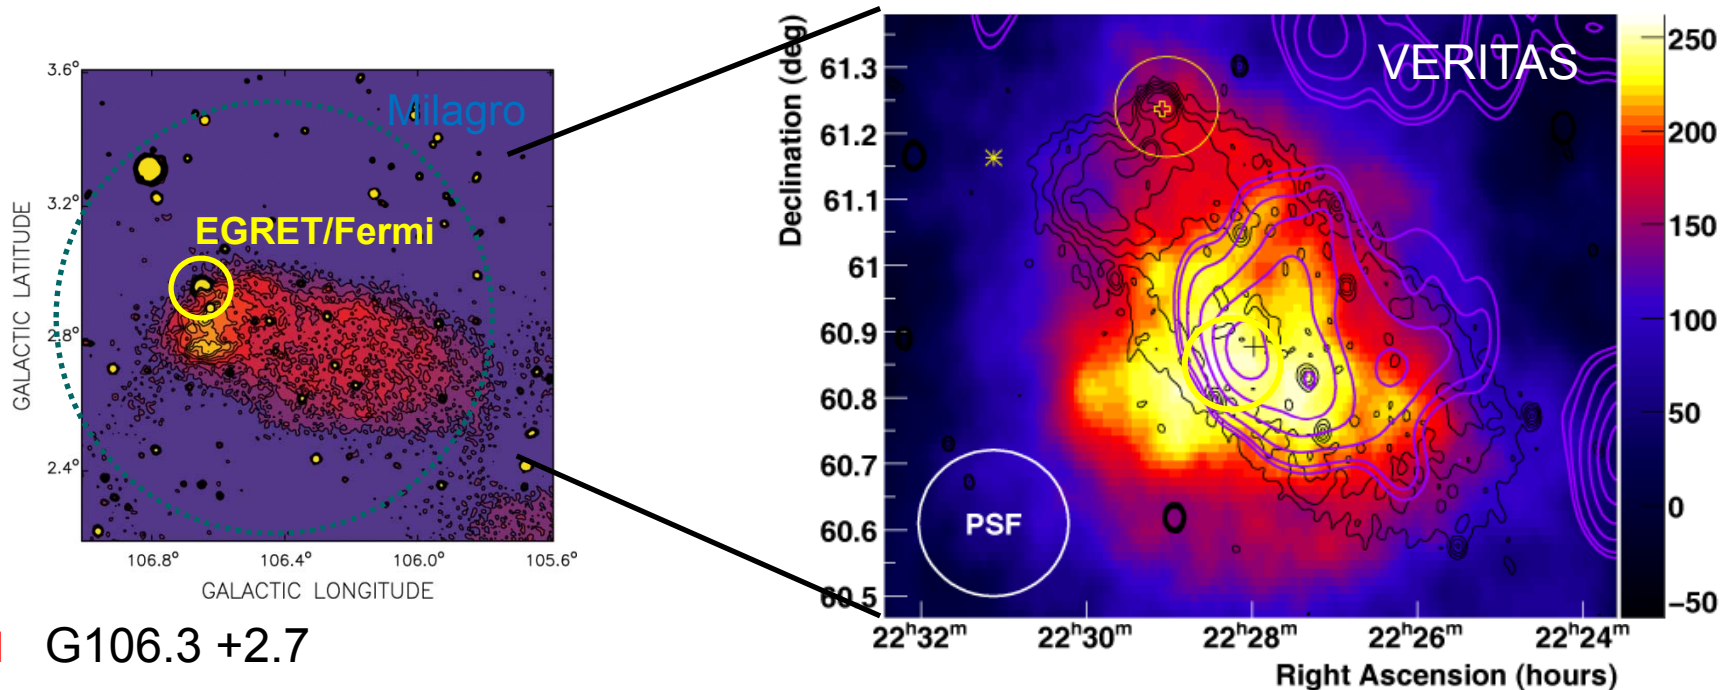 3.6°
Milagro
3.2°
EGRET/Fermi
2.8°
2.4°
GALACTIC LATITUDE
106.8° 106.4° 106.0° 105.6°
GALACTIC LONGITUDE
G106.3 +2.7
VERITAS
Declination (deg)
61.3
61.2
61.1
61
60.9
60.8
60.7
60.6
60.5
PSF
22h32m 22h30m 22h28m 22h26m 22h24m
Right Ascension (hours)
250
200
150
100
50
0
−50